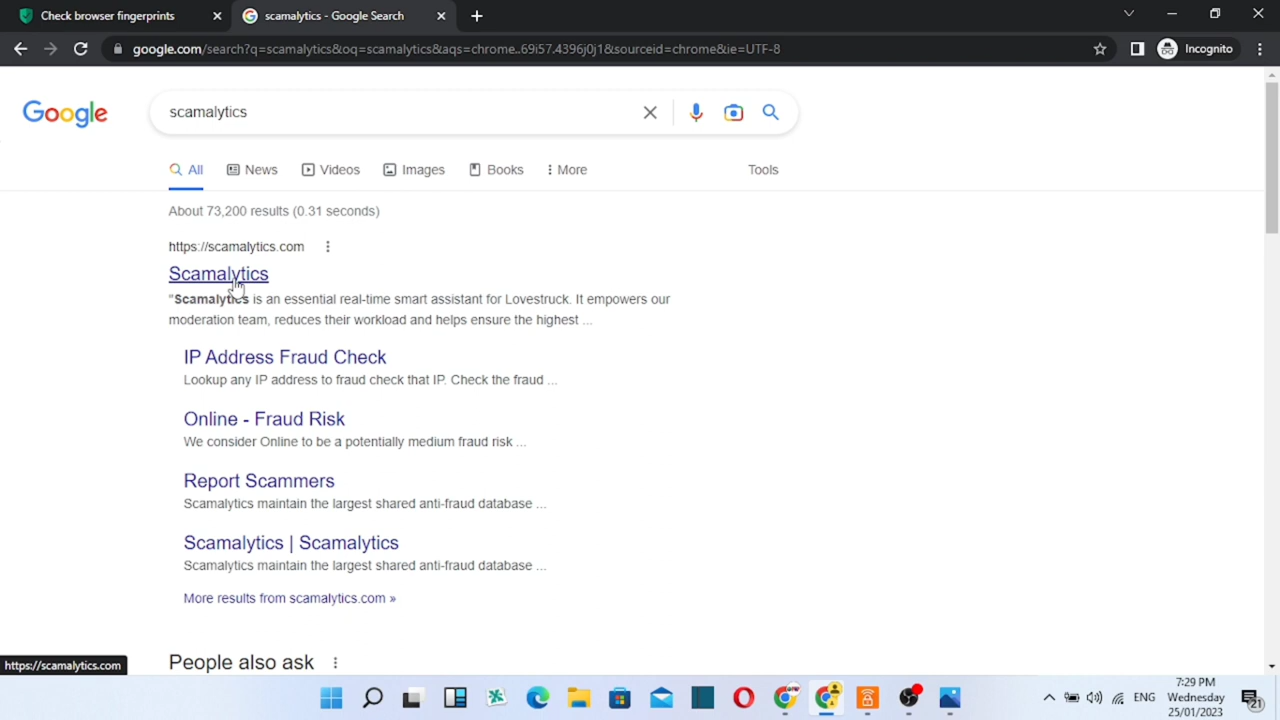 Check browser fingerprints
scamalytics - Google Search
google.com/search?q=scamalytics&oq=scamalytics&aqs=chrome..69i57.4396j0j1&sourceid=chrome&ie=UTF-8
Incognito
Google
scamalytics
All
News
Videos
Images
Books
More
Tools
About 73,200 results (0.31 seconds)
https://scamalytics.com
Scamalytics
"Scamalytics is an essential real-time smart assistant for Lovestruck. It empowers our
moderation team, reduces their workload and helps ensure the highest ...
IP Address Fraud Check
Lookup any IP address to fraud check that IP. Check the fraud ...
Online - Fraud Risk
We consider Online to be a potentially medium fraud risk ...
Report Scammers
Scamalytics maintain the largest shared anti-fraud database ...
Scamalytics | Scamalytics
Scamalytics maintain the largest shared anti-fraud database ...
More results from scamalytics.com »
People also ask
https://scamalytics.com
ENG
7:29 PM
Wednesday
25/01/2023
21